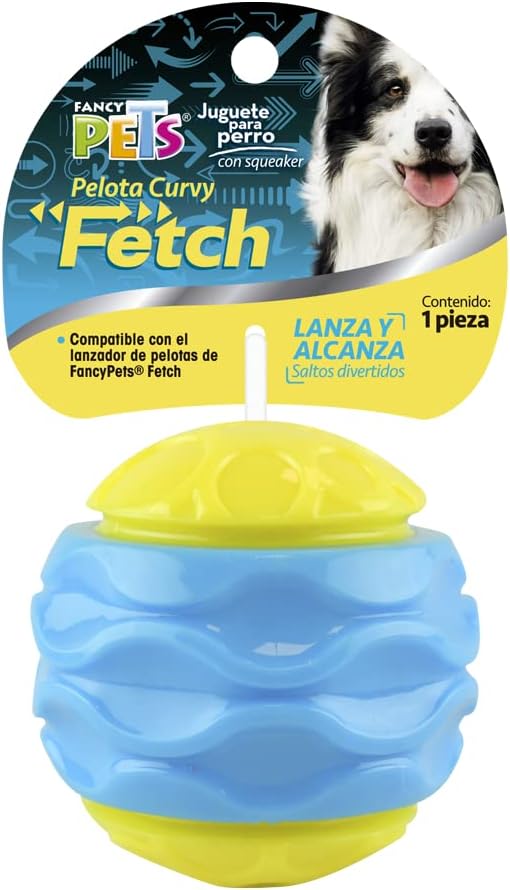 FANCY
PETS®
Juguete
para
perro
con squeaker
Pelota Curvy
Fetch
Contenido:
1 pieza
LANZA Y
ALCANZA
Saltos divertidos
• Compatible con el
lanzador de pelotas de
FancyPets® Fetch